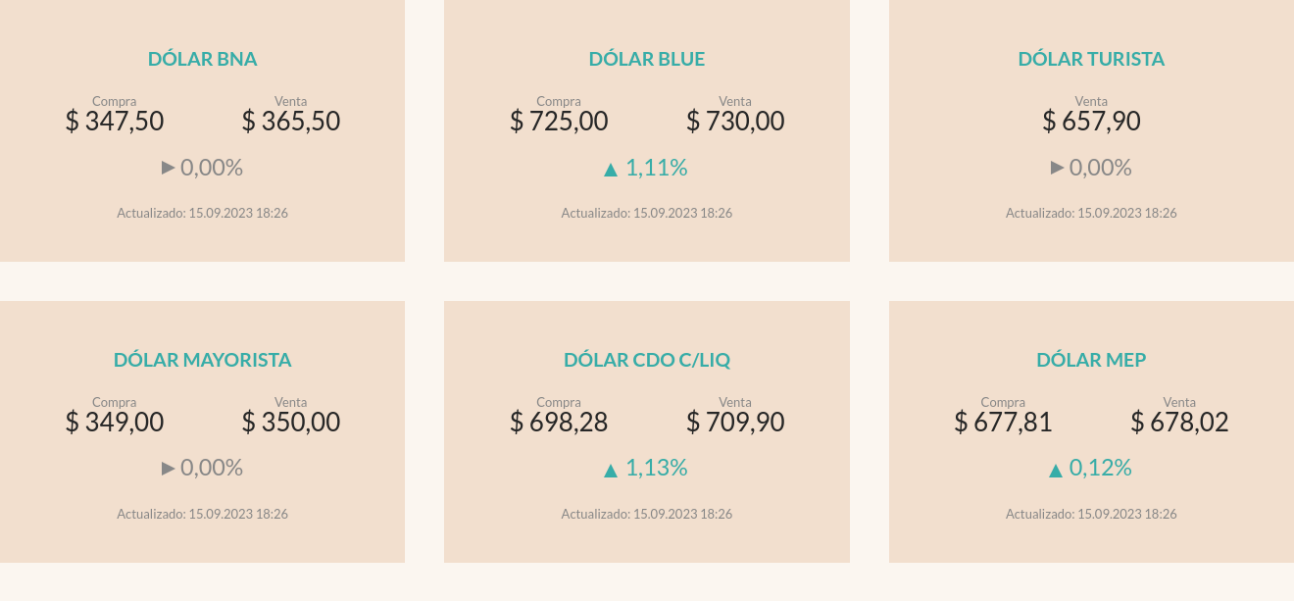 DÓLAR BNA
Compra Venta
$ 347,50 $ 365,50
► 0,00%
Actualizado: 15.09.2023 18:26
DÓLAR BLUE
Compra Venta
$ 725,00 $ 730,00
▲ 1,11%
Actualizado: 15.09.2023 18:26
DÓLAR TURISTA
Venta
$ 657,90
► 0,00%
Actualizado: 15.09.2023 18:26
DÓLAR MAYORISTA
Compra Venta
$ 349,00 $ 350,00
► 0,00%
Actualizado: 15.09.2023 18:26
DÓLAR CDO C/LIQ
Compra Venta
$ 698,28 $ 709,90
▲ 1,13%
Actualizado: 15.09.2023 18:26
DÓLAR MEP
Compra Venta
$ 677,81 $ 678,02
▲ 0,12%
Actualizado: 15.09.2023 18:26